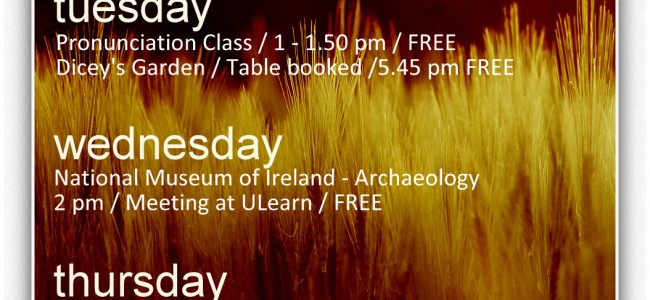 tuesday
Pronunciation Class / 1 - 1.50 pm / FREE
Dicey's Garden / Table booked /5.45 pm FREE
wednesday
National Museum of Ireland - Archaeology
2 pm / Meeting at ULearn / FREE
thursday